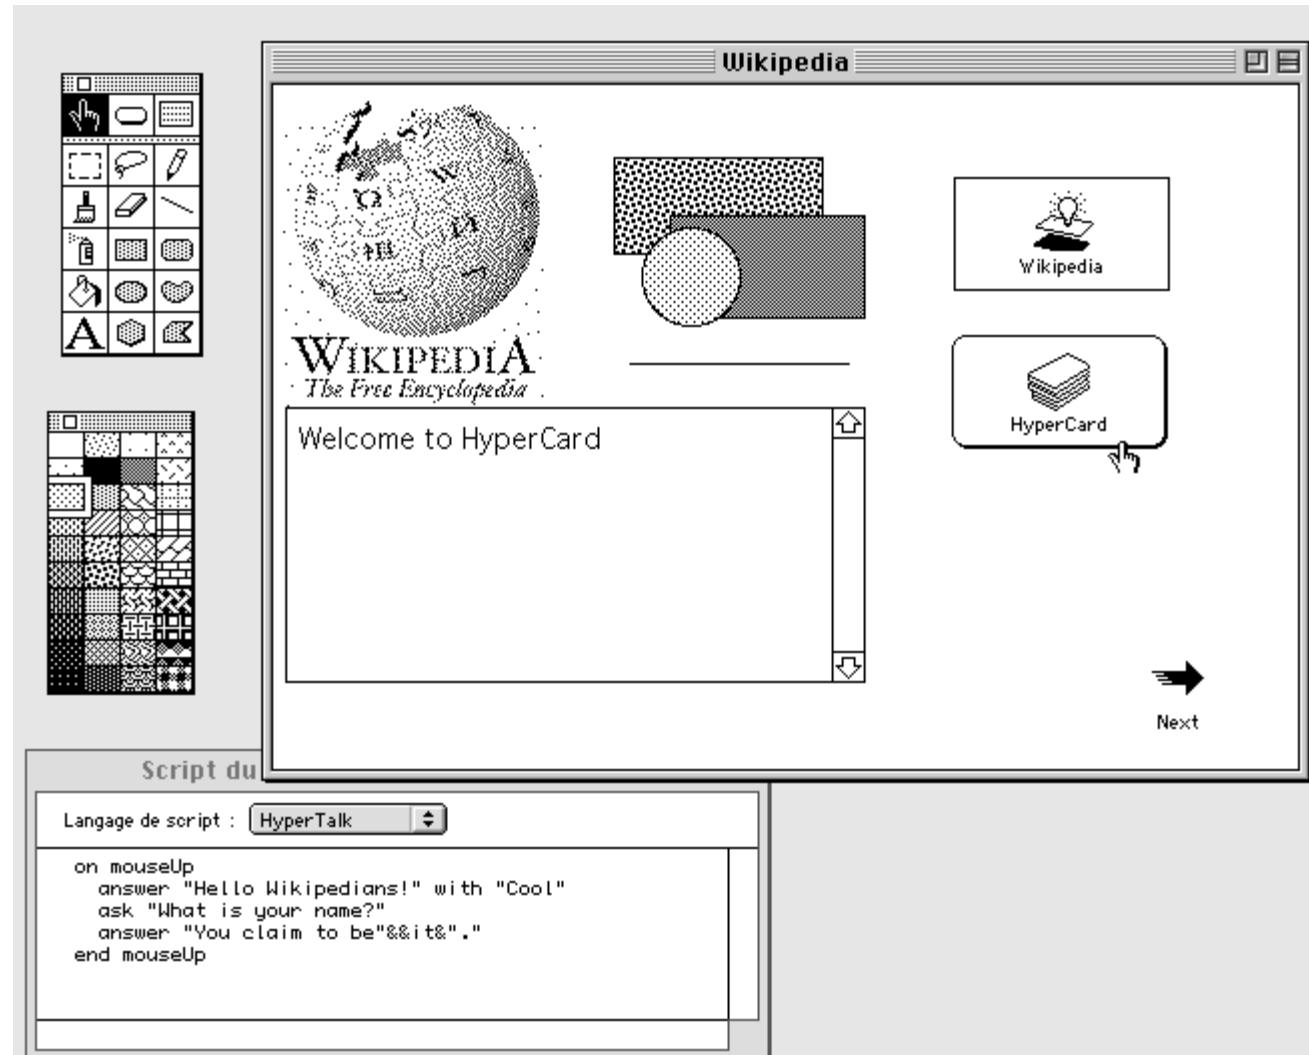 Wikipedia
WIKIPEDIA
The Free Encyclopedia
Wikipedia
HyperCard
Welcome to HyperCard
Next
A
Script du
Langage de script : HyperTalk
on mouseUp
answer "Hello Wikipedians!" with "Cool"
ask "What is your name?"
answer "You claim to be"&&it&"."
end mouseUp